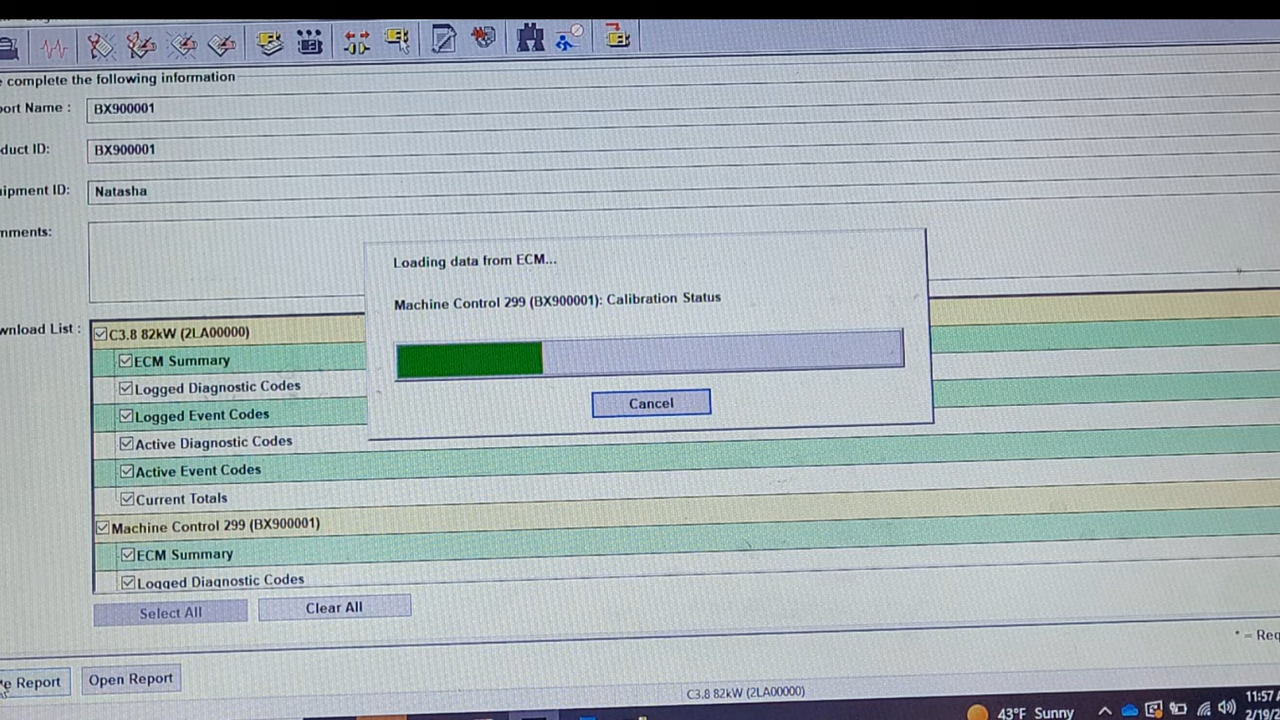 complete the following information
ort Name :
BX900001
duct ID:
BX900001
ipment ID:
Natasha
nments:
Loading data from ECM...
Machine Control 299 (BX900001): Calibration Status
Cancel
wnload List :
C3.8 82kW (2LA00000)
ECM Summary
Logged Diagnostic Codes
Logged Event Codes
Active Diagnostic Codes
Active Event Codes
Current Totals
Machine Control 299 (BX900001)
ECM Summary
Logged Diagnostic Codes
Select All
Clear All
* = Req
e Report
Open Report
C3.8 82kW (2LA00000)
43°F Sunny
11:57
2/19/2